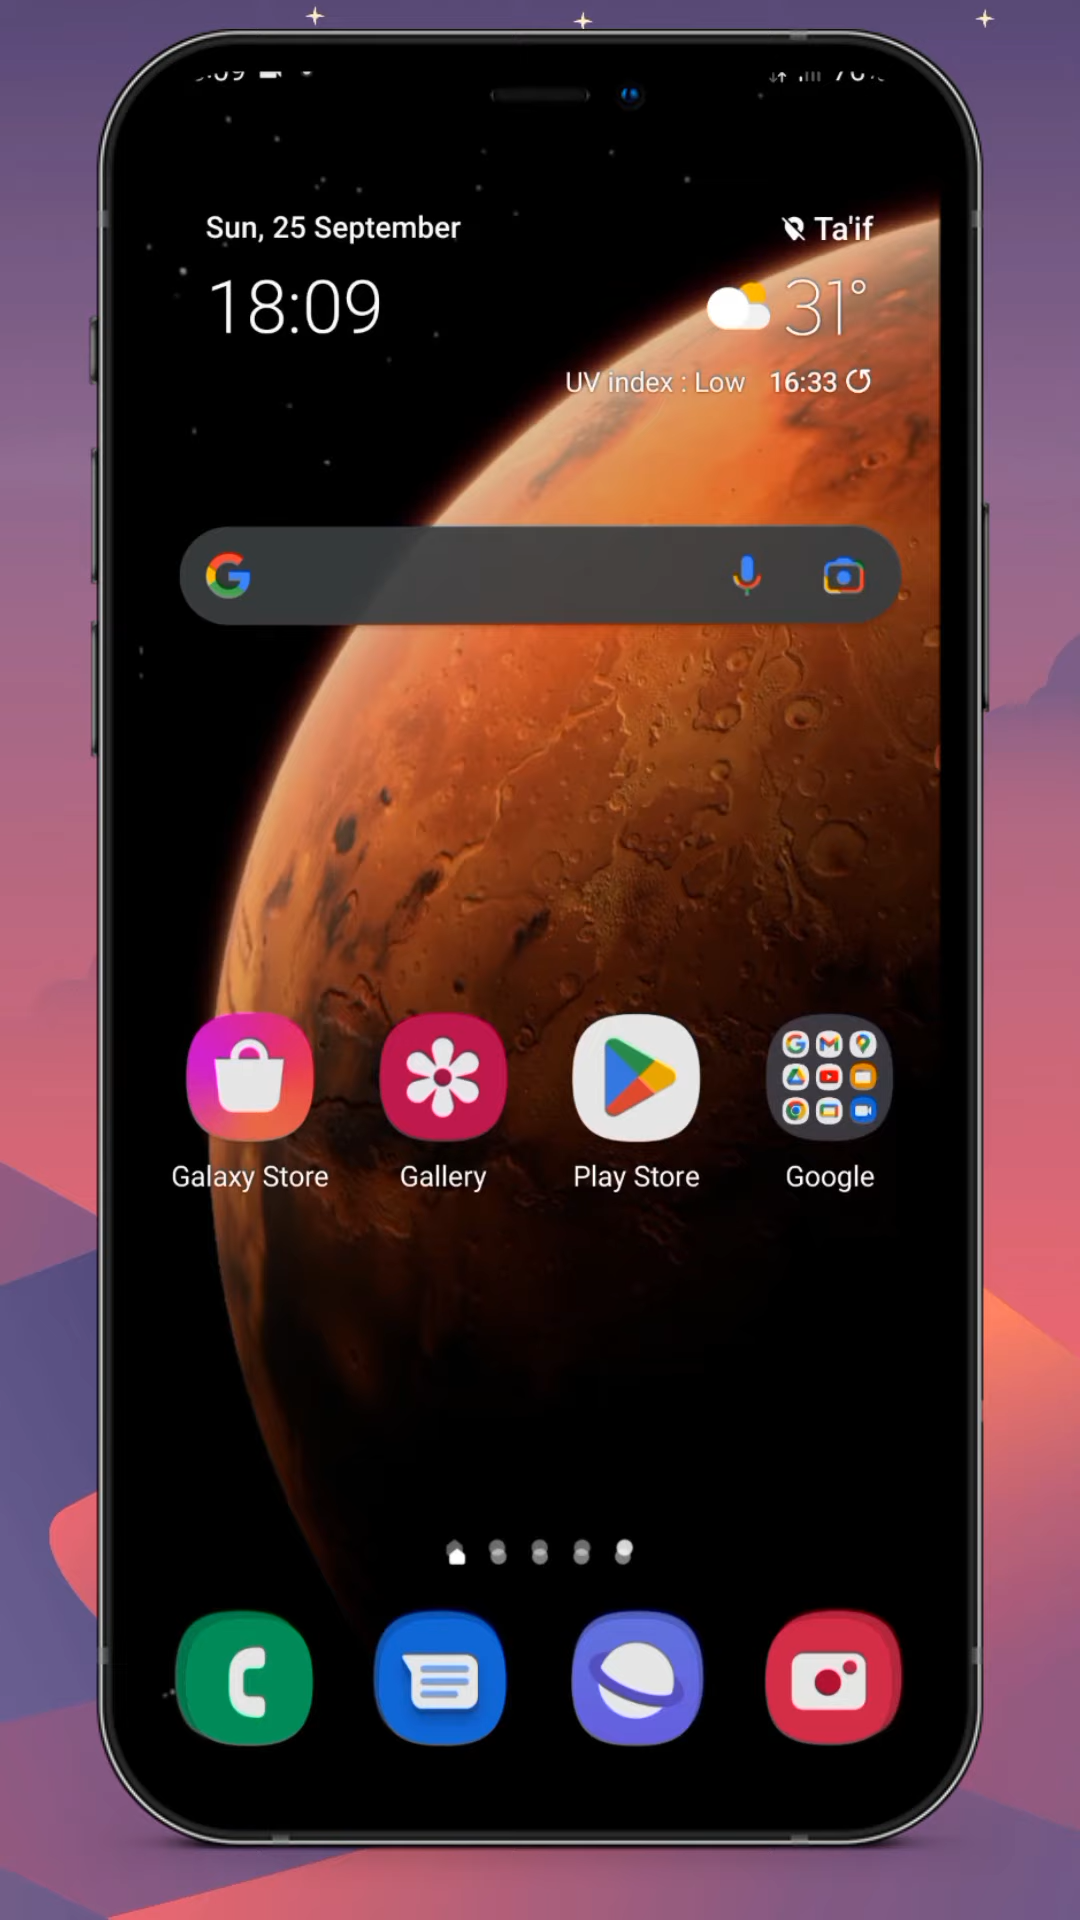 Sun, 25 September
Ta'if
18:09
31°
UV index : Low 16:33
Galaxy Store
Gallery
Play Store
Google